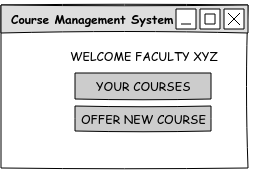 Course Management System
WELCOME FACULTY XYZ
YOUR COURSES
OFFER NEW COURSE